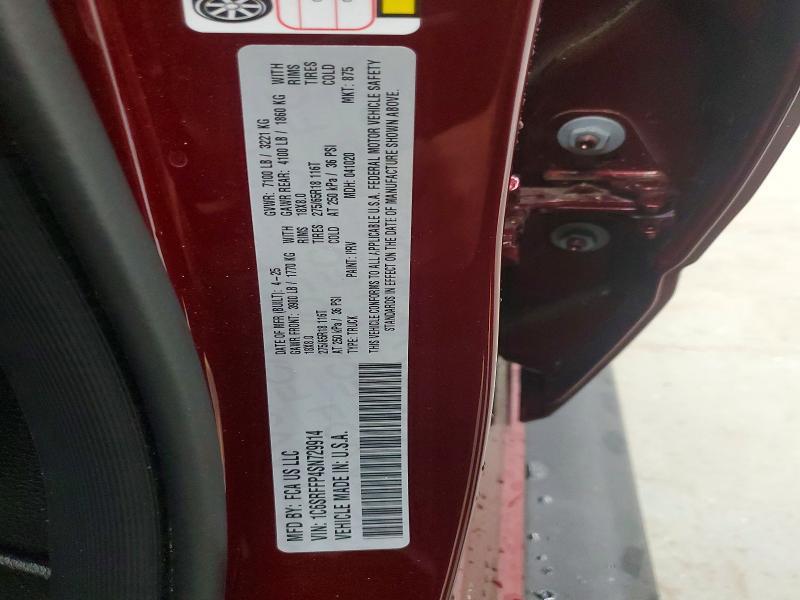 MFD BY: FCA US LLC
DATE OF MFR (BUILT): 4-25
GVWR: 7100 LB / 3221 KG
GAWR FRONT: 3900 LB / 1770 KG WITH
GAWR REAR: 4100 LB / 1860 KG WITH
18X8.0 RIMS
18X8.0 RIMS
275/65R18 116T TIRES
275/65R18 116T TIRES
AT 250 kPa / 36 PSI COLD
AT 250 kPa / 36 PSI COLD
VIN: 1C6SRFFP4SN729914
TYPE: TRUCK PAINT: PRV MDH: 041020 MKT: 875
VEHICLE MADE IN: U.S.A.
THIS VEHICLE CONFORMS TO ALL APPLICABLE U.S.A. FEDERAL MOTOR VEHICLE SAFETY
STANDARDS IN EFFECT ON THE DATE OF MANUFACTURE SHOWN ABOVE.